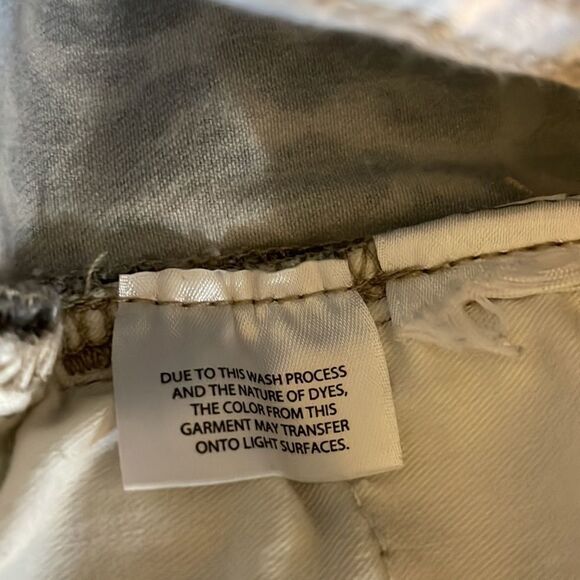 DUE TO THIS WASH PROCESS
AND THE NATURE OF DYES,
THE COLOR FROM THIS
GARMENT MAY TRANSFER
ONTO LIGHT SURFACES.